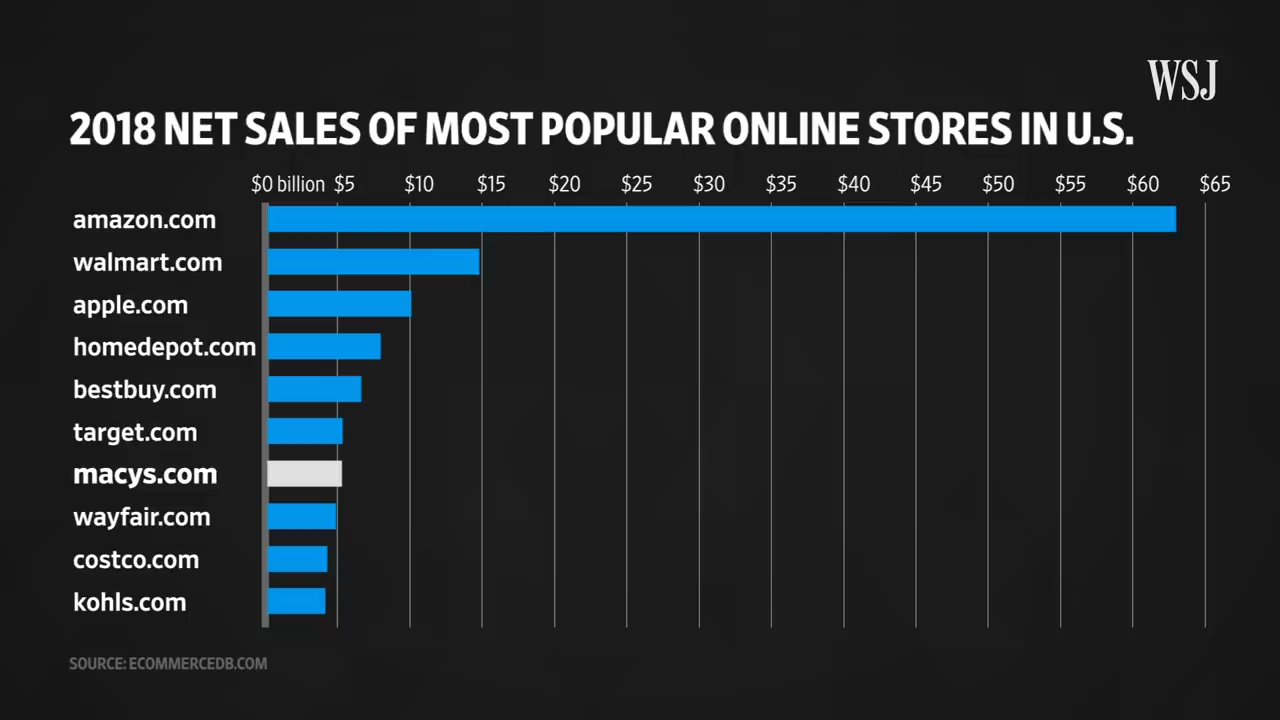 WSJ
2018 NET SALES OF MOST POPULAR ONLINE STORES IN U.S.
$0 billion $5 $10 $15 $20 $25 $30 $35 $40 $45 $50 $55 $60 $65
amazon.com
walmart.com
apple.com
homedepot.com
bestbuy.com
target.com
macys.com
wayfair.com
costco.com
kohls.com
SOURCE: ECOMMERCEDB.COM